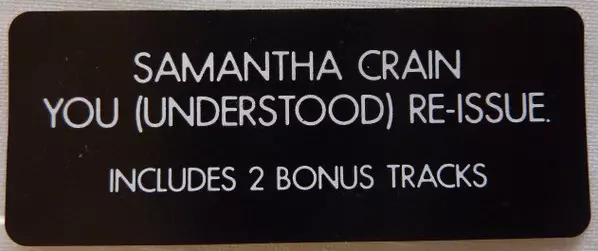 SAMANTHA CRAIN
YOU (UNDERSTOOD) RE-ISSUE.
INCLUDES 2 BONUS TRACKS